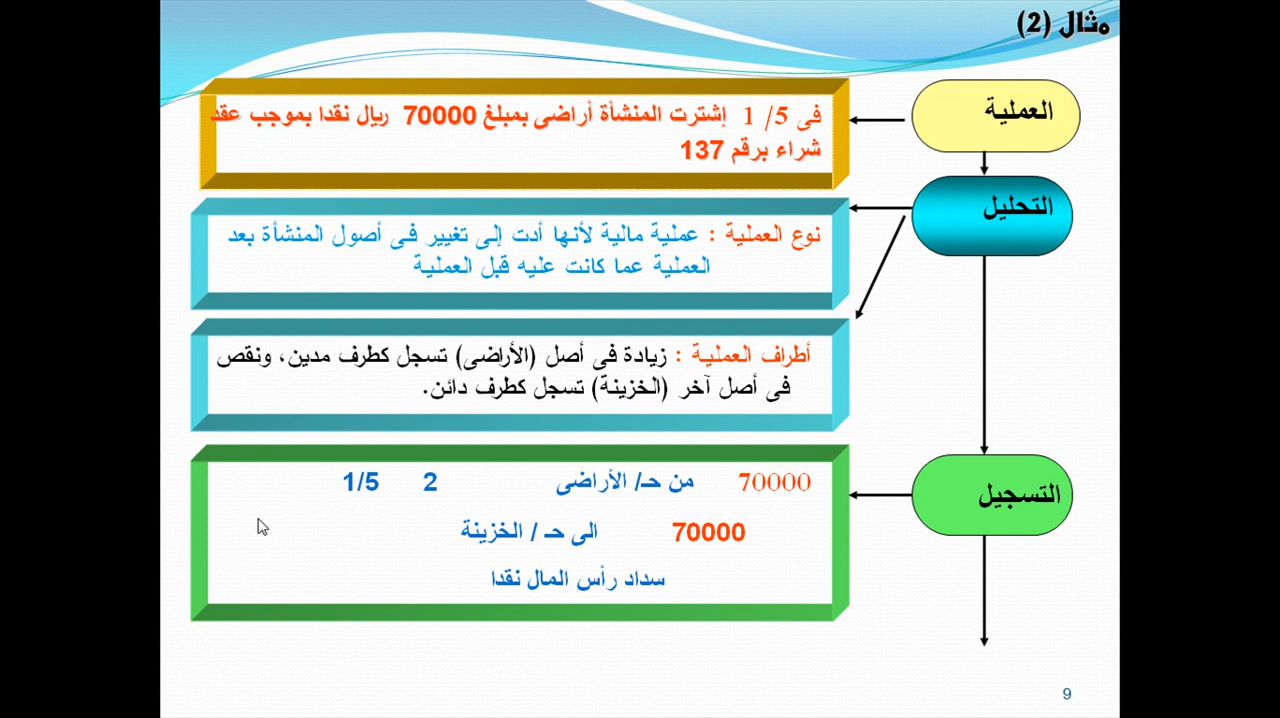 مثال (2)
العملية
فى 5/ 1 إشترت المنشأة أراضى بمبلغ 70000 ريال نقدا بموجب عقد
شراء برقم 137
التحليل
نوع العملية : عملية مالية لأنها أدت إلى تغيير فى أصول المنشأة بعد
العملية عما كانت عليه قبل العملية
أطراف العملية : زيادة فى أصل (الأراضى) تسجل كطرف مدين، ونقص
فى أصل آخر (الخزينة) تسجل كطرف دائن.
التسجيل
70000 من حـ/ الأراضى 2 1/5
70000 الى حـ / الخزينة
سداد رأس المال نقدا
9